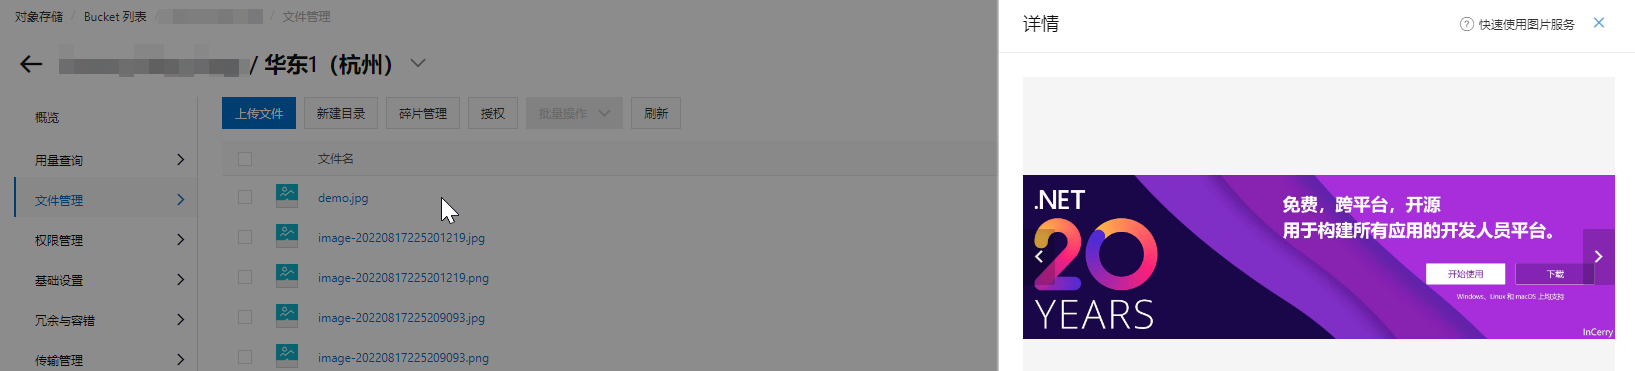 对象存储 / Bucket 列表 / / 文件管理
/ 华东1（杭州）
概览
用量查询
文件管理
权限管理
基础设置
冗余与容错
传输管理
上传文件 新建目录 碎片管理 授权 批量操作 刷新
文件名
demo.jpg
image-20220817225201219.jpg
image-20220817225201219.png
image-20220817225209093.jpg
image-20220817225209093.png
详情
快速使用图片服务
.NET
20
YEARS
免费，跨平台，开源
用于构建所有应用的开发人员平台。
开始使用 下载
Windows、Linux 和 macOS 上均支持
InCerry